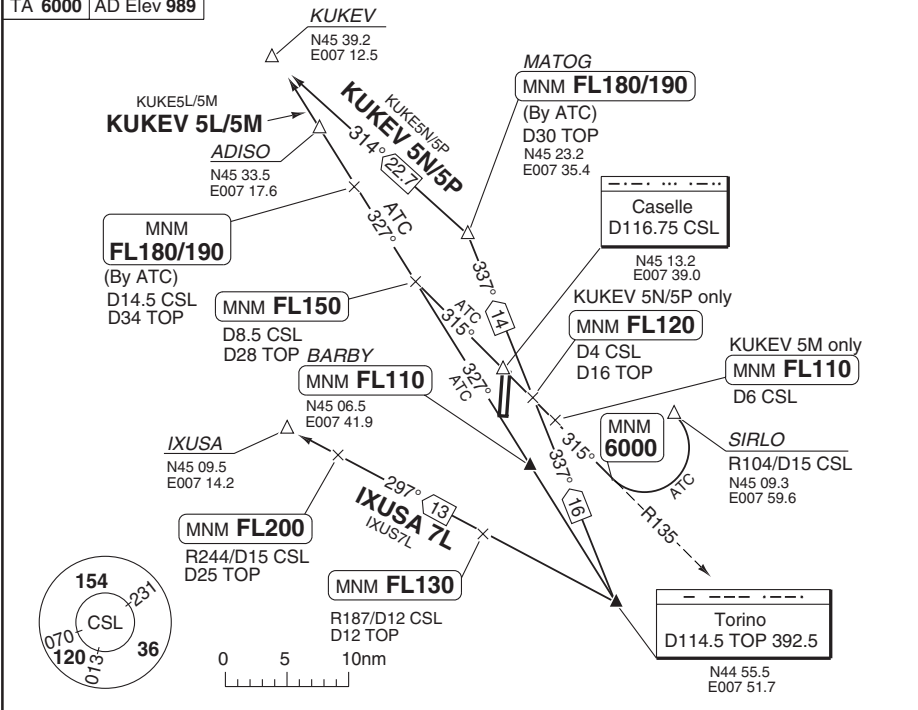 TA 6000 AD Elev 989
KUKEV
N45 39.2
E007 12.5
MATOG
MNM FL180/190
(By ATC)
D30 TOP
N45 23.2
E007 35.4
KUKE5L/5M
KUKEV 5L/5M
KUKE5N/5P
KUKEV 5N/5P
314°
22.7
ADISO
N45 33.5
E007 17.6
ATC
327°
MNM
FL180/190
(By ATC)
D14.5 CSL
D34 TOP
337°
14
Caselle
D116.75 CSL
N45 13.2
E007 39.0
MNM FL150
D8.5 CSL
D28 TOP
ATC
315°
327°
ATC
KUKEV 5N/5P only
MNM FL120
D4 CSL
D16 TOP
KUKEV 5M only
MNM FL110
D6 CSL
BARBY
MNM FL110
N45 06.5
E007 41.9
MNM
6000
SIRLO
R104/D15 CSL
N45 09.3
E007 59.6
ATC
315°
R135
337°
16
IXUSA
N45 09.5
E007 14.2
297°
13
IXUSA 7L
IXUS7L
MNM FL200
R244/D15 CSL
D25 TOP
MNM FL130
R187/D12 CSL
D12 TOP
Torino
D114.5 TOP 392.5
N44 55.5
E007 51.7
154
231
CSL
070
120
013
36
0 5 10nm